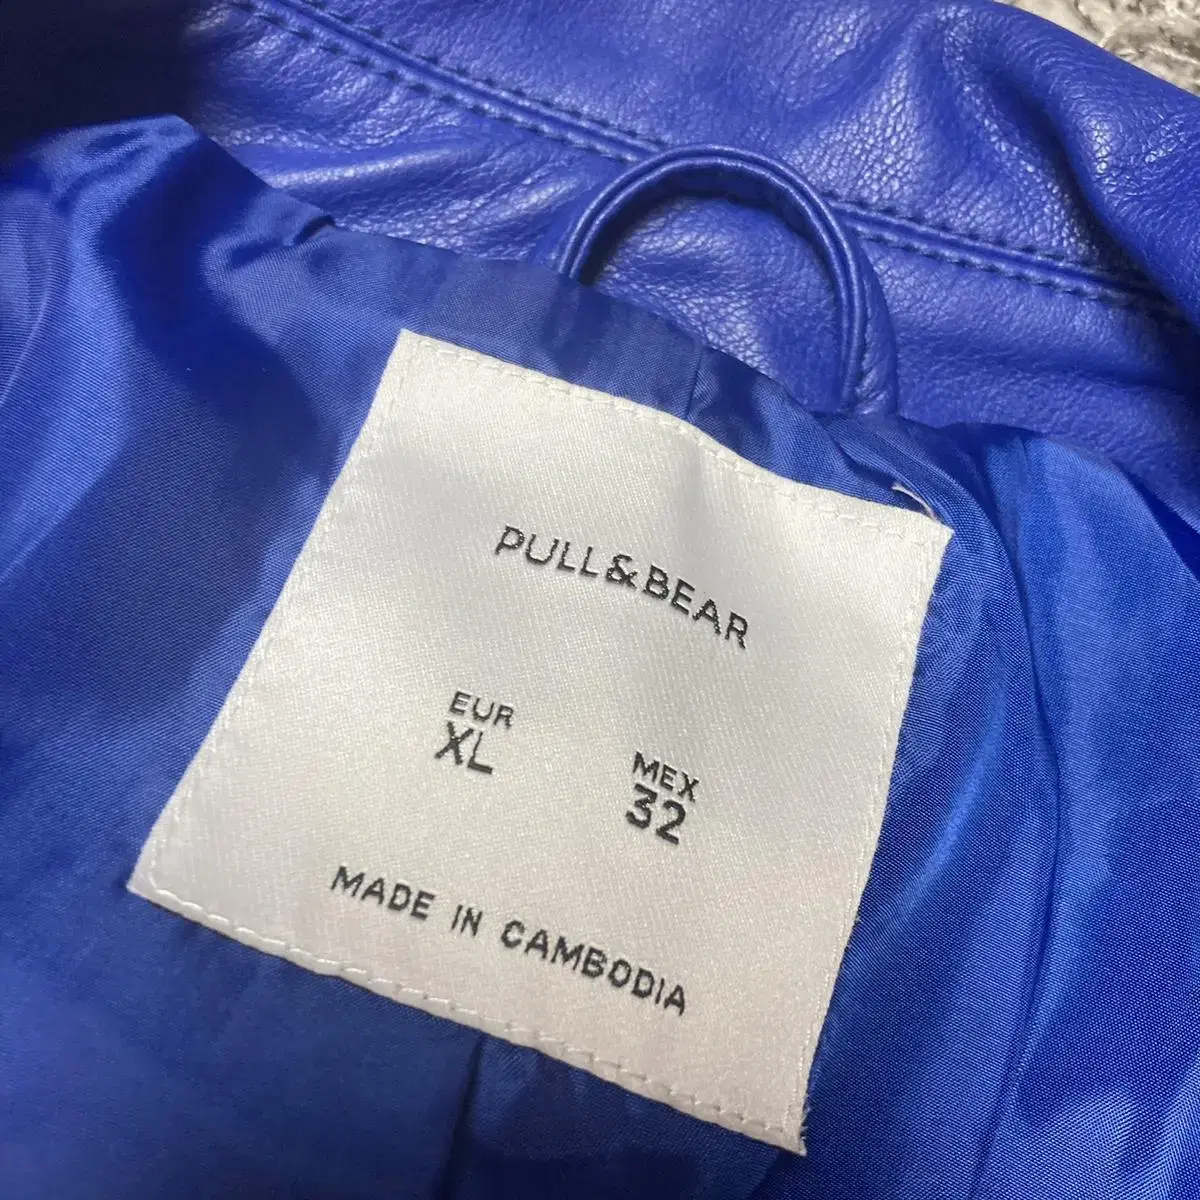 PULL&BEAR
EUR
XL
MEX
32
MADE IN CAMBODIA